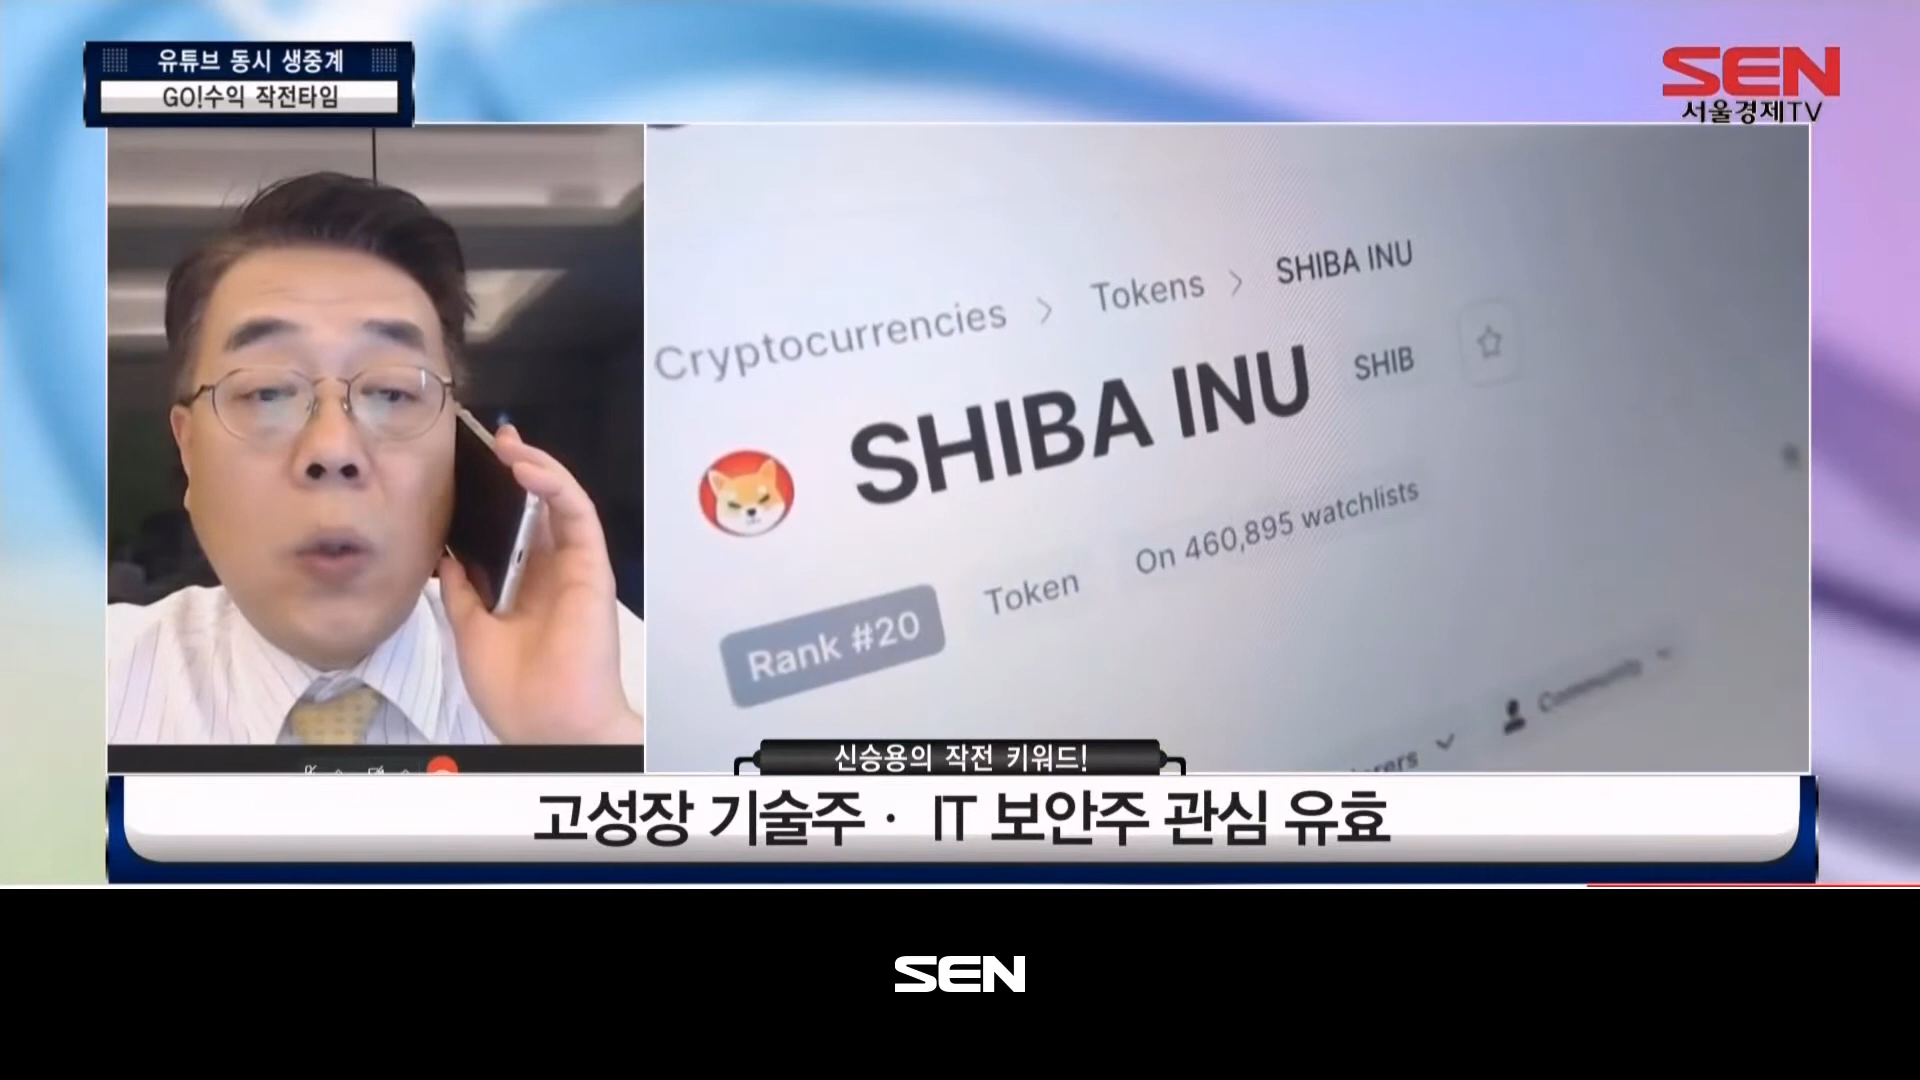 유튜브 동시 생중계
GO!수익 작전타임
SEN
서울경제TV
Cryptocurrencies > Tokens > SHIBA INU
SHIBA INU SHIB
Rank #20 Token On 460,895 watchlists
Community
신승용의 작전 키워드!
고성장 기술주 · IT 보안주 관심 유효
SEN